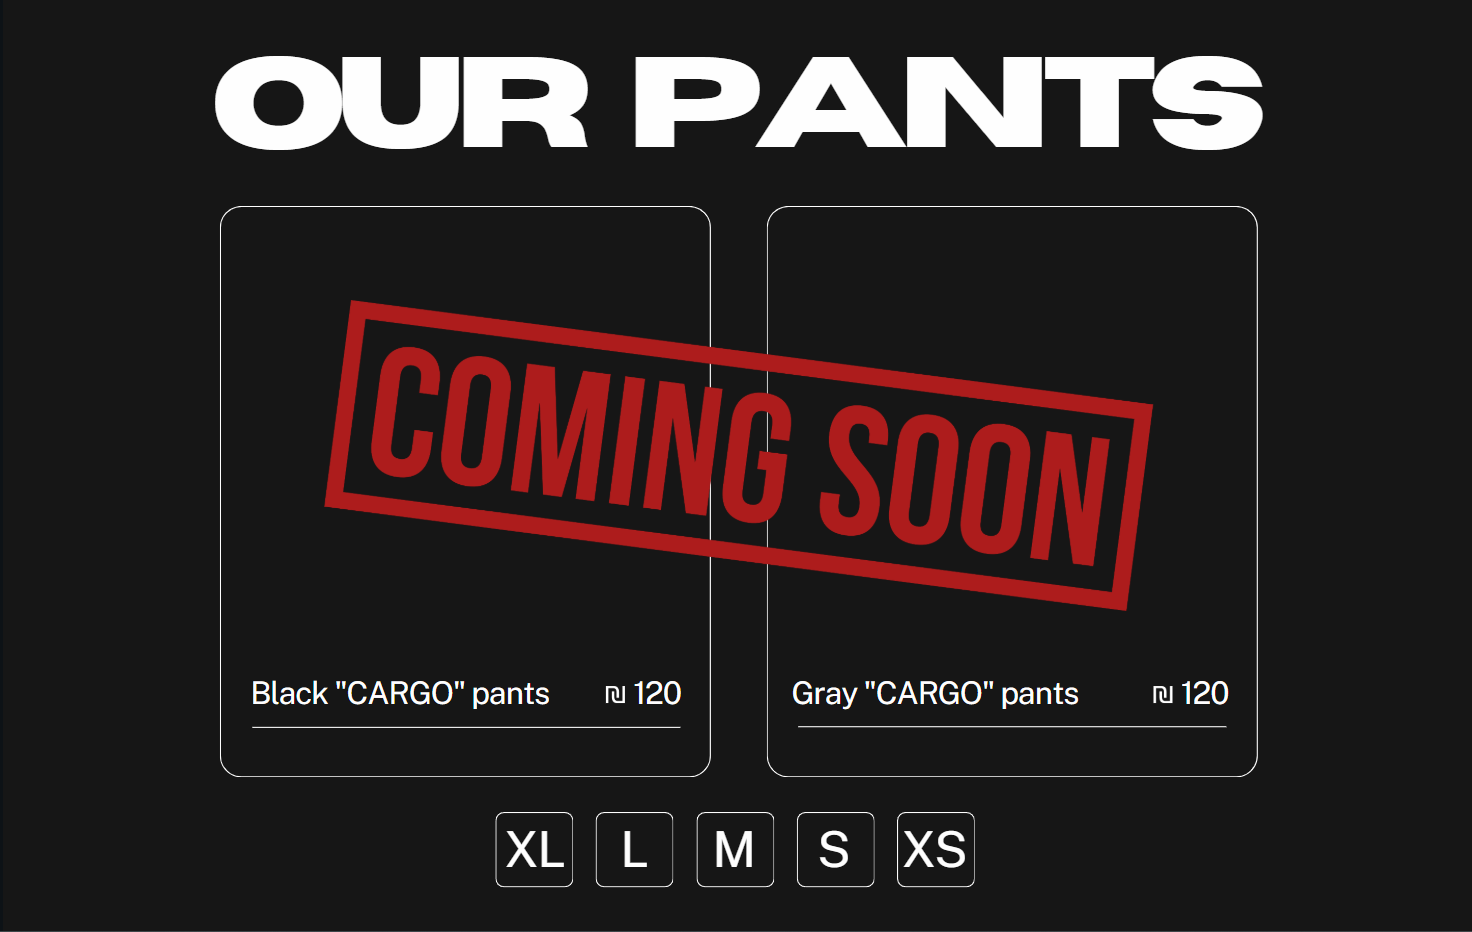 OUR PANTS
COMING SOON
Black "CARGO" pants ₪ 120
Gray "CARGO" pants ₪ 120
XL L M S XS